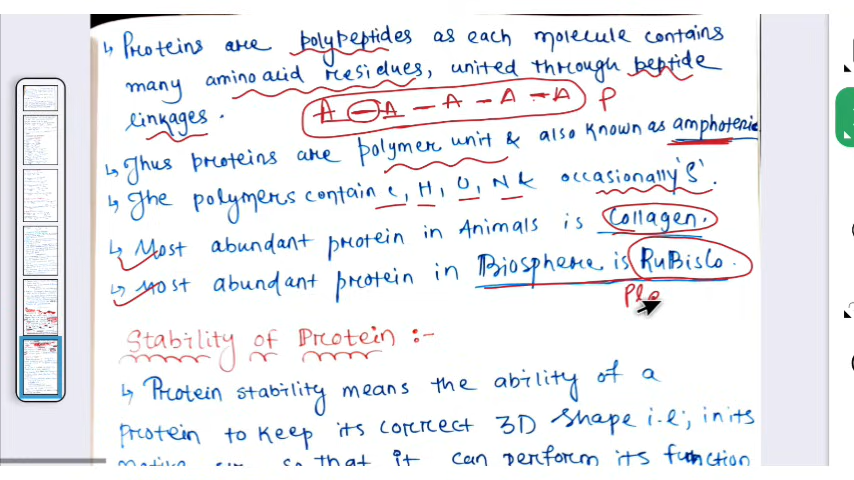 ↳ Proteins are polypeptides as each molecule contains
many amino acid residues, united through peptide
linkages.
A – A – A – A – A P
↳ Thus proteins are polymer unit & also known as amphoteric
↳ The polymers contain C, H, O, N & occasionally 'S'.
↳ Most abundant protein in Animals is Collagen.
↳ Most abundant protein in Biosphere is RuBisCo.
Pla
Stability of Protein :-
↳ Protein stability means the ability of a
protein to keep its correct 3D shape i.e; in its
so that it can perform its function